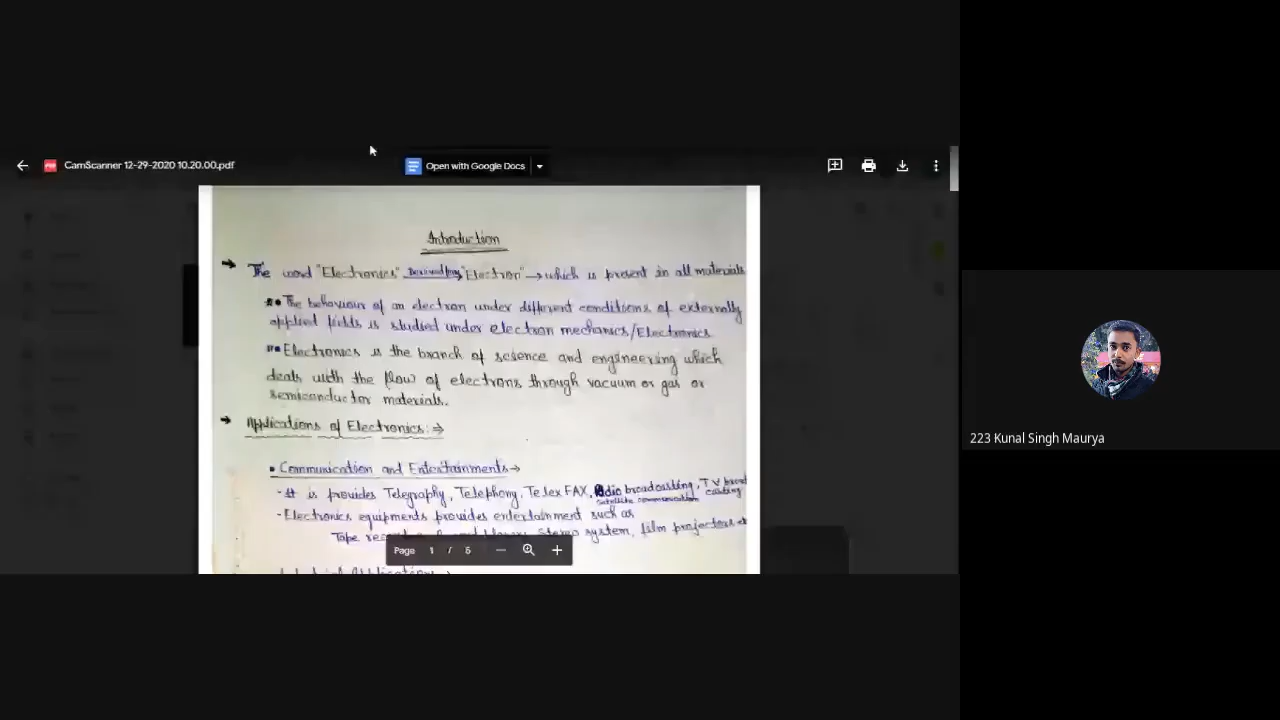 CamScanner 12-29-2020 10.20.00.pdf
Open with Google Docs
Introduction
The word "Electronics" Derived from "Electron" → which is present in all materials
The behaviour of an electron under different conditions of externally
applied fields is studied under electron mechanics/Electronics
Electronics is the branch of science and engineering which
deals with the flow of electrons through vacuum or gas or
semiconductor materials.
Applications of Electronics:→
• Communication and Entertainments→
- It is provides Telegraphy, Telephony, Telex FAX, Radio broadcasting, TV broad
satellite communication casting
- Electronics equipments provides entertainment such as
Tape stereo system, film projectors
Page 1 / 5
223 Kunal Singh Maurya